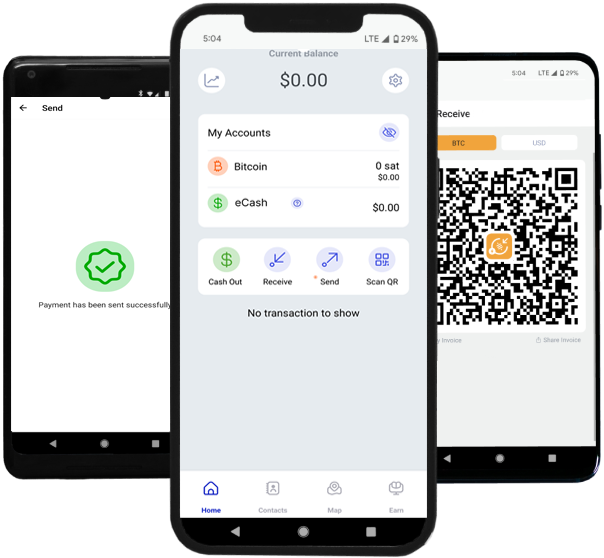 Send
Payment has been sent successfully
5:04
LTE 29%
Current Balance
$0.00
My Accounts
Bitcoin
0 sat
$0.00
eCash
$0.00
Cash Out
Receive
Send
Scan QR
No transaction to show
Home
Contacts
Map
Earn
5:04
LTE 29%
Receive
BTC
USD
Invoice
Share Invoice